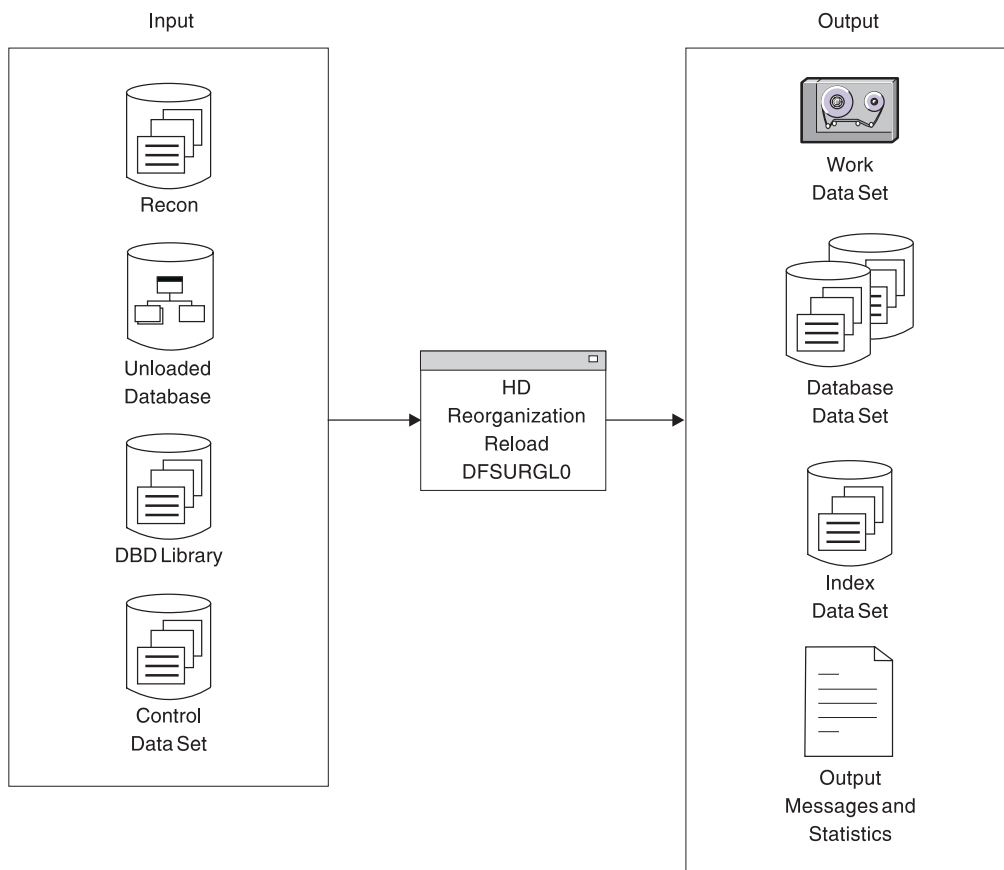 Input
Recon
Unloaded
Database
DBD Library
Control
Data Set
HD
Reorganization
Reload
DFSURGL0
Output
Work
Data Set
Database
Data Set
Index
Data Set
Output
Messages and
Statistics